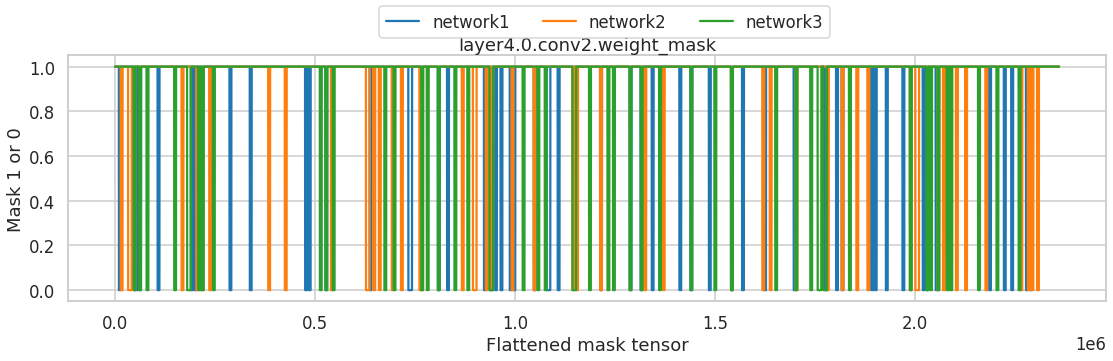 network1 network2 network3
layer4.0.conv2.weight_mask
Mask 1 or 0
1.0
0.8
0.6
0.4
0.2
0.0
0.0 0.5 1.0 1.5 2.0
1e6
Flattened mask tensor